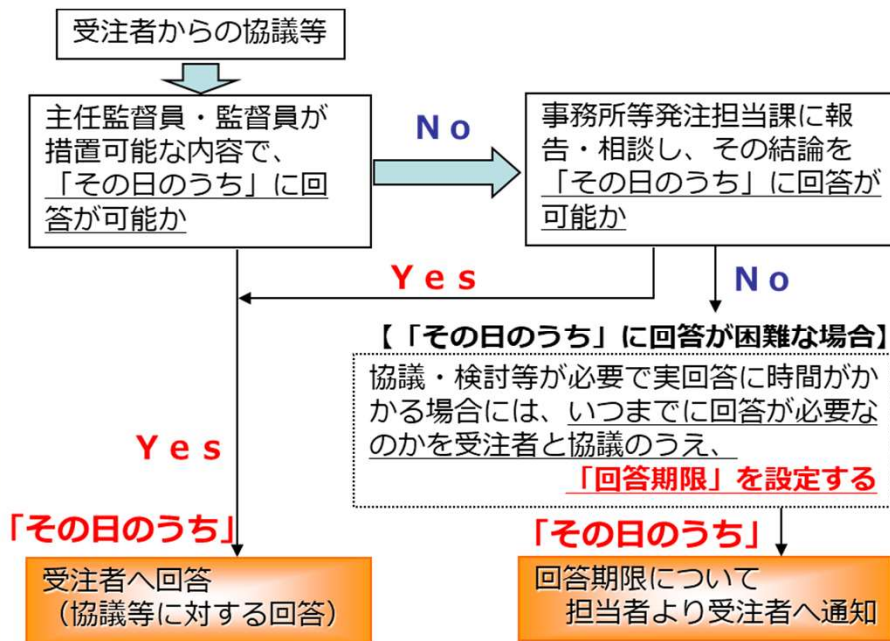 受注者からの協議等
主任監督員・監督員が
措置可能な内容で、
「その日のうち」に回
答が可能か
No
事務所等発注担当課に報
告・相談し、その結論を
「その日のうち」に回答が
可能か
Yes
No
【「その日のうち」に回答が困難な場合】
協議・検討等が必要で実回答に時間がか
かる場合には、いつまでに回答が必要な
のかを受注者と協議のうえ、
「回答期限」を設定する
Yes
「その日のうち」
受注者へ回答
（協議等に対する回答）
「その日のうち」
回答期限について
担当者より受注者へ通知